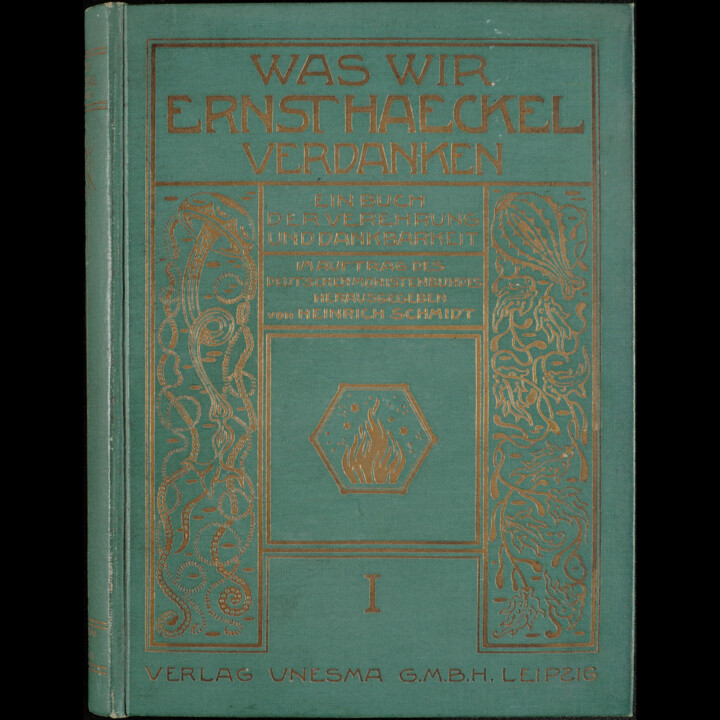 WAS WIR
ERNST HAECKEL
VERDANKEN
EIN BUCH
DER VEREHRUNG
UND DANKBARKEIT
IM AUFTRAG DES
DEUTSCHEN MONISTENBUNDES
HERAUSGEGEBEN
VON HEINRICH SCHMIDT
I
VERLAG UNESMA G.M.B.H. LEIPZIG